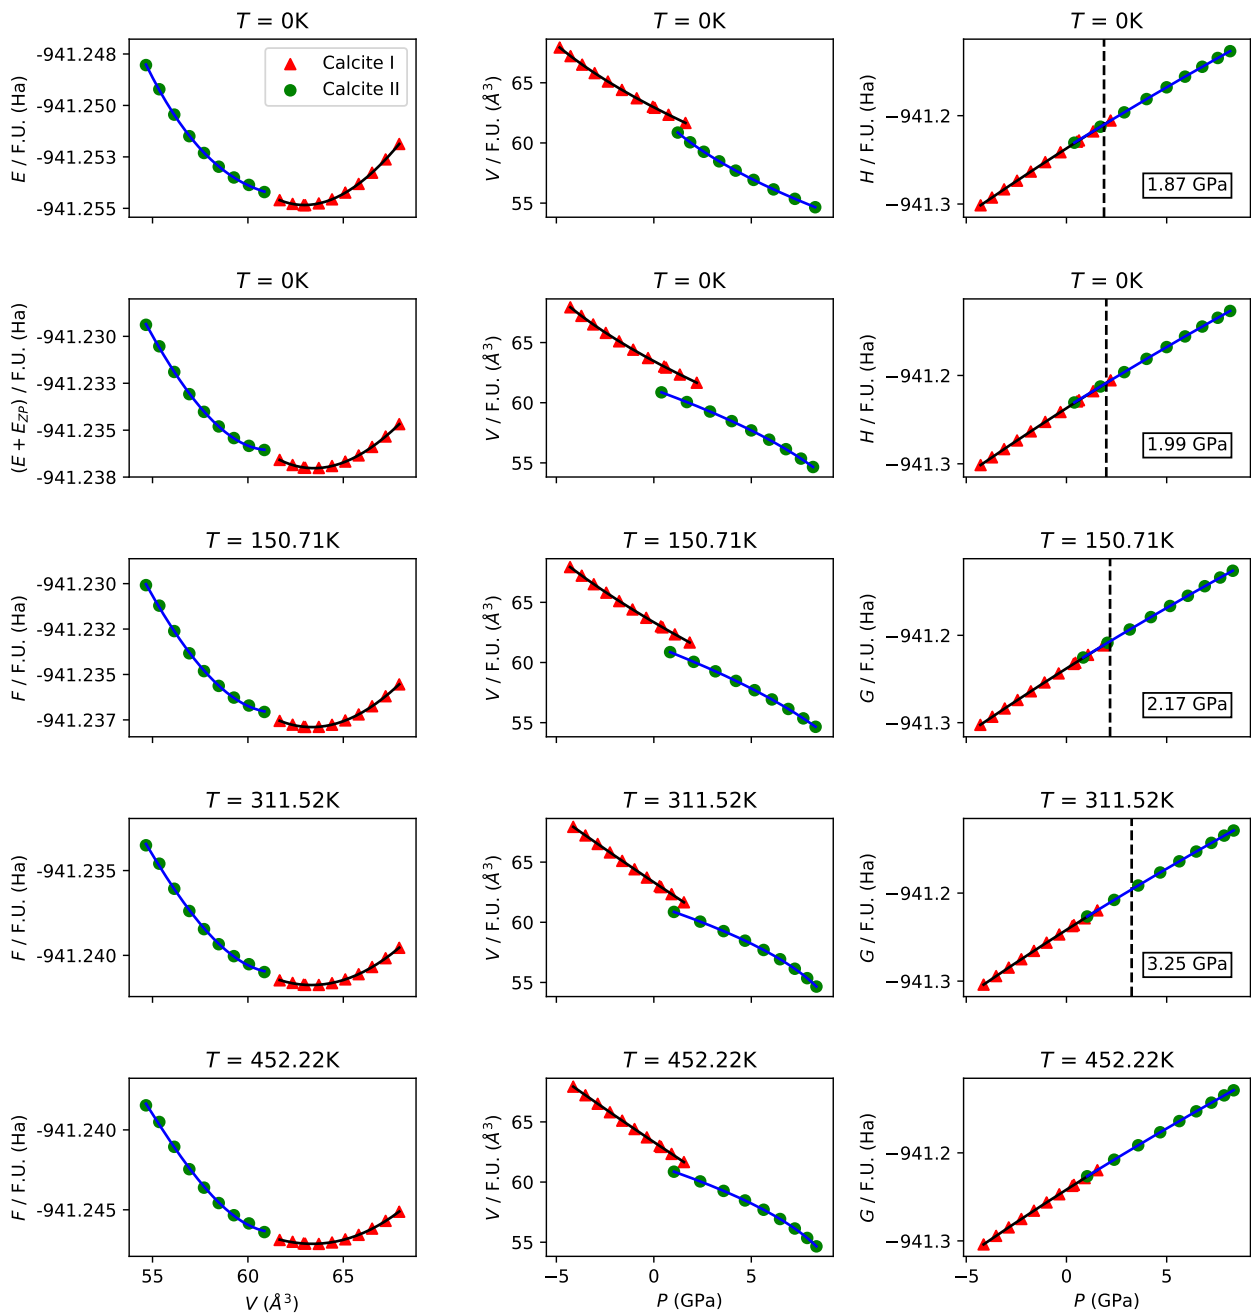 T = 0K
T = 0K
T = 0K
E / F.U. (Ha)
-941.248
-941.250
-941.253
-941.255
Calcite I
Calcite II
V / F.U. (Å³)
65
60
55
H / F.U. (Ha)
−941.2
−941.3
1.87 GPa
T = 0K
T = 0K
T = 0K
(E + E_ZP) / F.U. (Ha)
-941.230
-941.233
-941.235
-941.238
V / F.U. (Å³)
65
60
55
H / F.U. (Ha)
−941.2
−941.3
1.99 GPa
T = 150.71K
T = 150.71K
T = 150.71K
F / F.U. (Ha)
-941.230
-941.232
-941.235
-941.237
V / F.U. (Å³)
65
60
55
G / F.U. (Ha)
−941.2
−941.3
2.17 GPa
T = 311.52K
T = 311.52K
T = 311.52K
F / F.U. (Ha)
-941.235
-941.240
V / F.U. (Å³)
65
60
55
G / F.U. (Ha)
−941.2
−941.3
3.25 GPa
T = 452.22K
T = 452.22K
T = 452.22K
F / F.U. (Ha)
-941.240
-941.245
V / F.U. (Å³)
65
60
55
G / F.U. (Ha)
−941.2
−941.3
55 60 65
−5 0 5
−5 0 5
V (Å³)
P (GPa)
P (GPa)